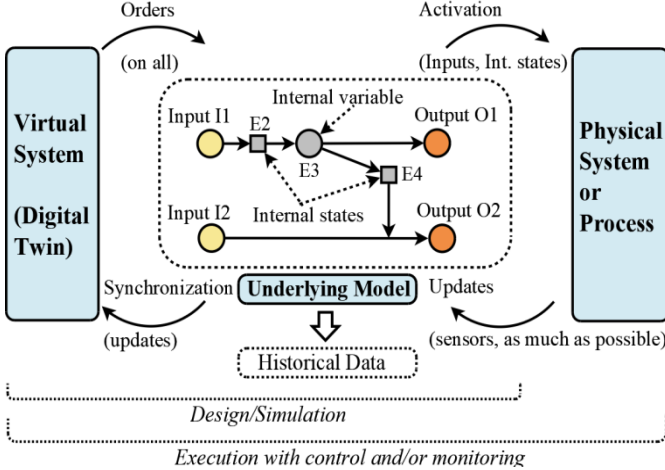 Orders
(on all)
Activation
(Inputs, Int. states)
Virtual
System
(Digital
Twin)
Internal variable
Input I1
E2
E3
Output O1
E4
Internal states
Input I2
Output O2
Physical
System
or
Process
Synchronization
(updates)
Underlying Model
Updates
(sensors, as much as possible)
Historical Data
Design/Simulation
Execution with control and/or monitoring